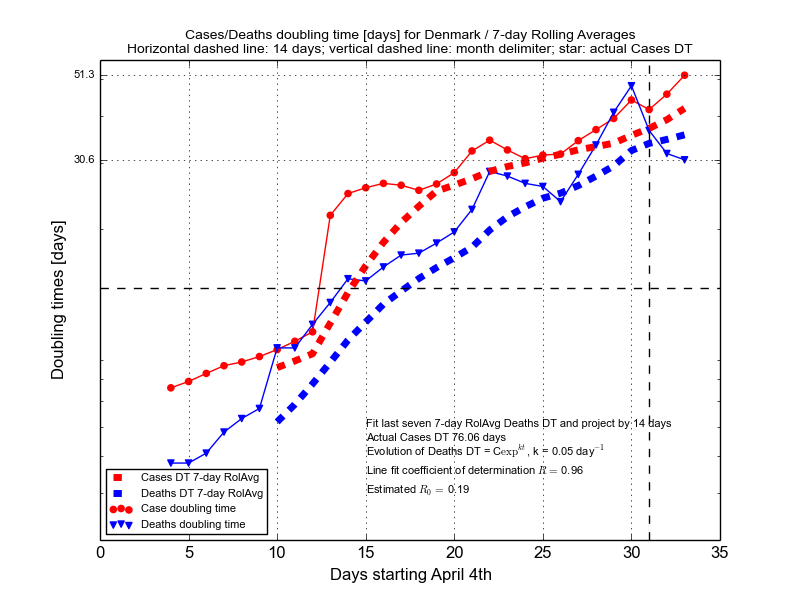 Cases/Deaths doubling time [days] for Denmark / 7-day Rolling Averages
Horizontal dashed line: 14 days; vertical dashed line: month delimiter; star: actual Cases DT
51.3
30.6
Doubling times [days]
Fit last seven 7-day RolAvg Deaths DT and project by 14 days
Actual Cases DT 76.06 days
Evolution of Deaths DT = Cexp^{kt}, k = 0.05 day^{-1}
Line fit coefficient of determination R = 0.96
Estimated R_0 = 0.19
Cases DT 7-day RolAvg
Deaths DT 7-day RolAvg
Case doubling time
Deaths doubling time
0 5 10 15 20 25 30 35
Days starting April 4th